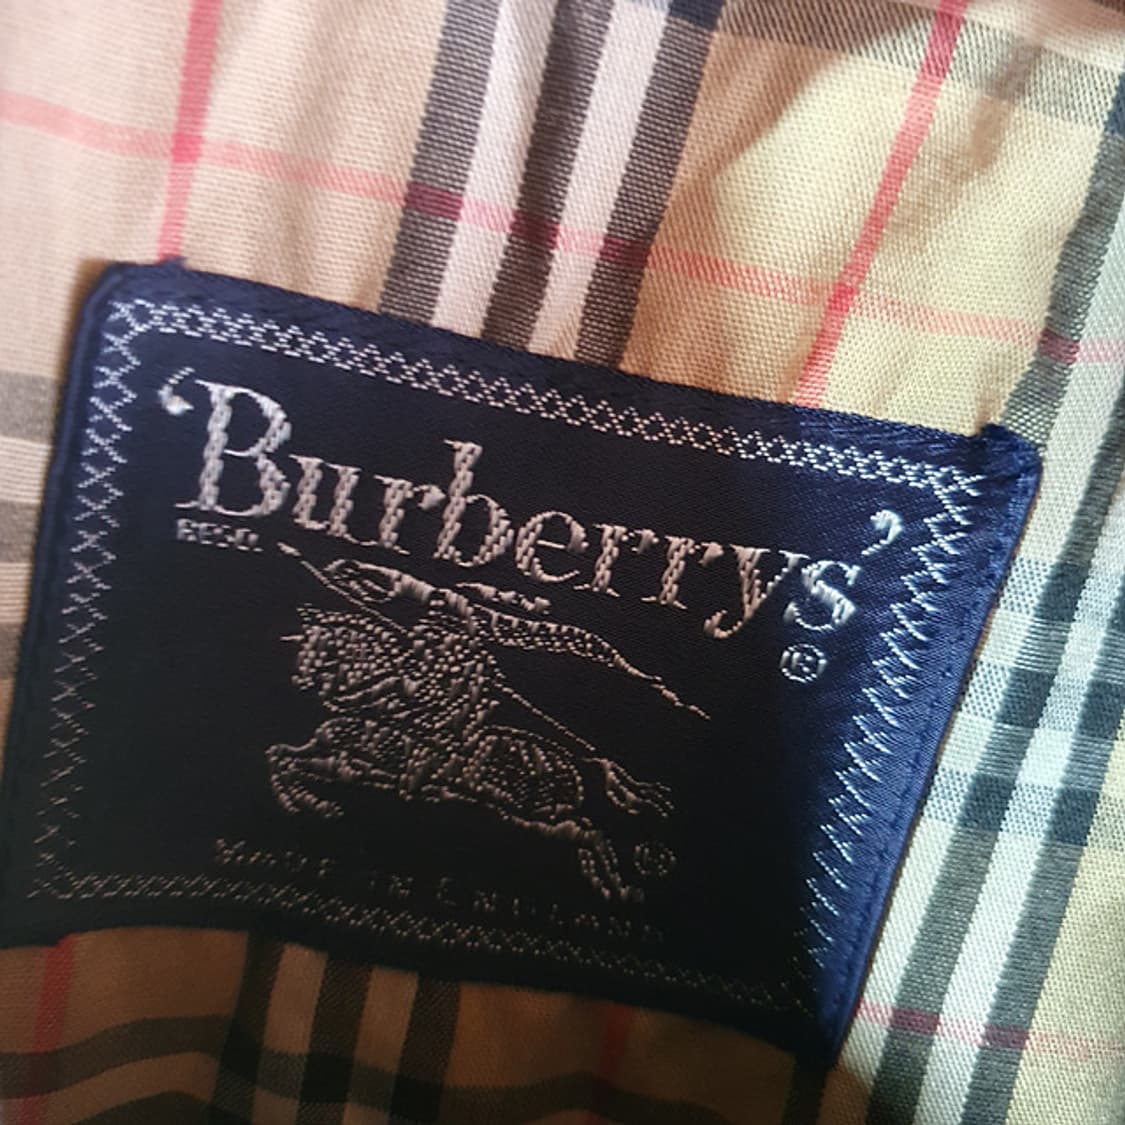 ‘Burberrys’
REGD.
®
®
MADE IN ENGLAND